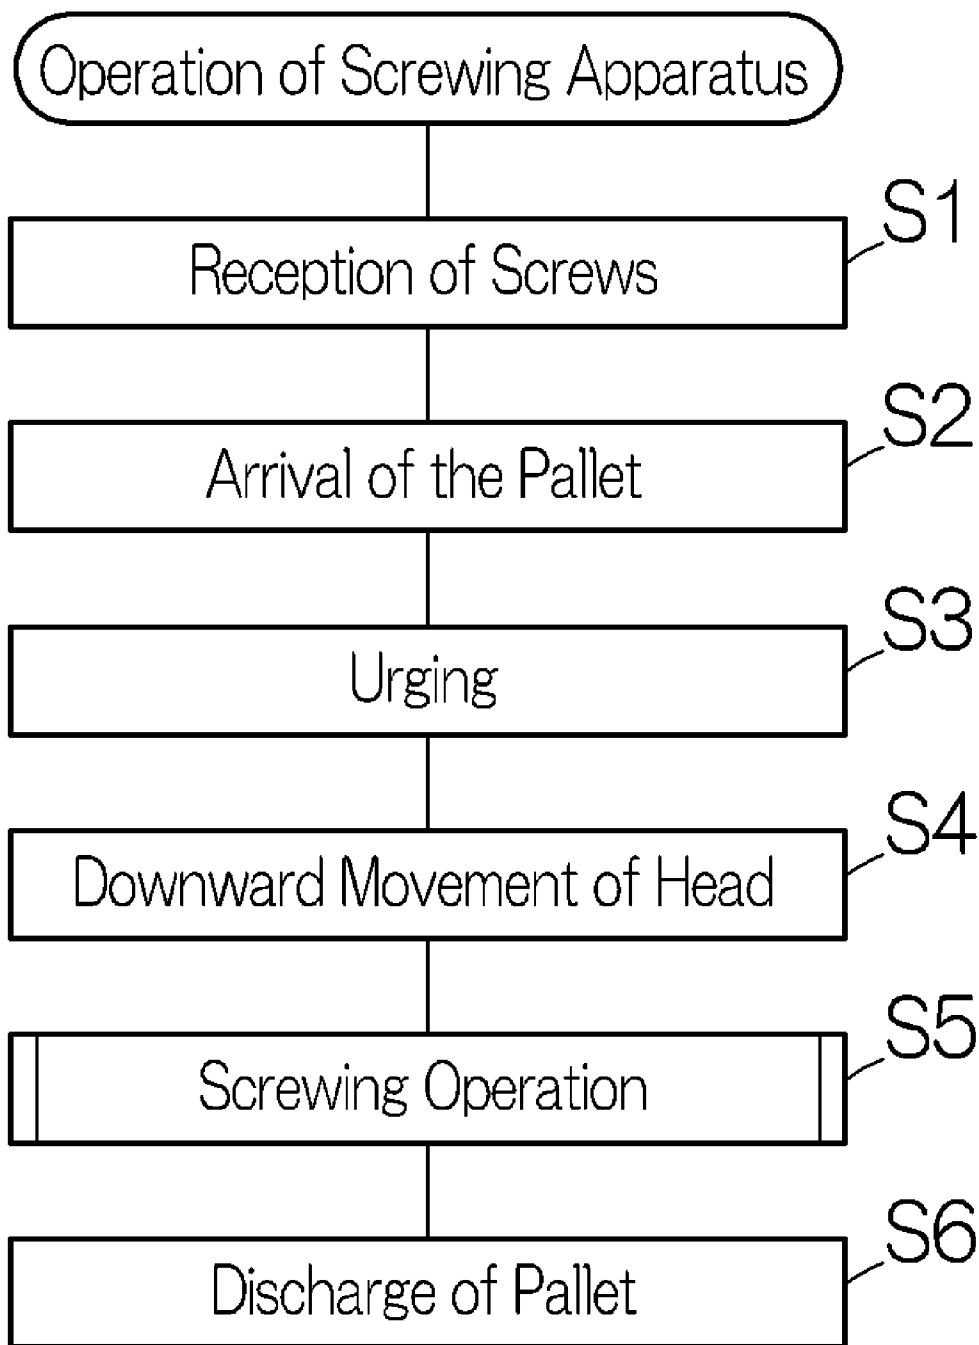 Operation of Screwing Apparatus
S1
Reception of Screws
S2
Arrival of the Pallet
S3
Urging
S4
Downward Movement of Head
S5
Screwing Operation
S6
Discharge of Pallet